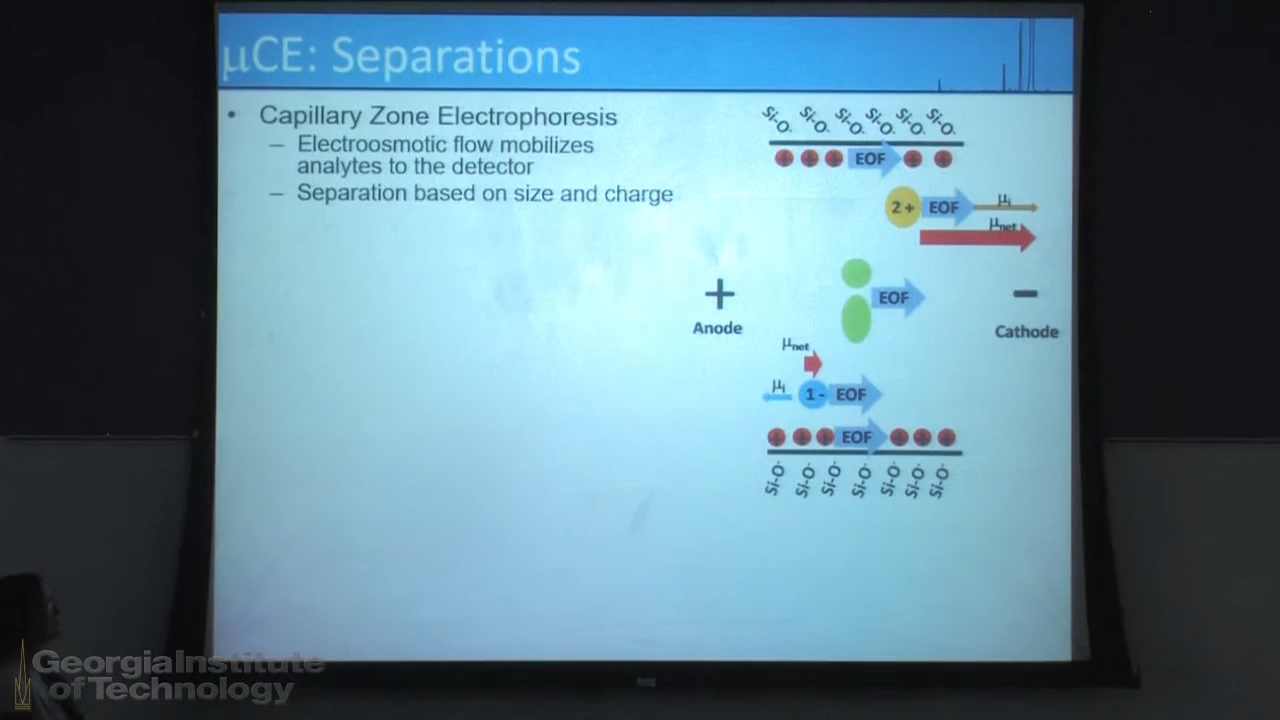 µCE: Separations
• Capillary Zone Electrophoresis
– Electroosmotic flow mobilizes
analytes to the detector
– Separation based on size and charge
Si-O- Si-O- Si-O- Si-O- Si-O- Si-O-
+ + + EOF + +
2+ EOF µi
µnet
+ EOF -
Anode Cathode
µnet
µi 1- EOF
+ + + EOF + + +
Si-O- Si-O- Si-O- Si-O- Si-O- Si-O- Si-O-
Georgia Institute
of Technology